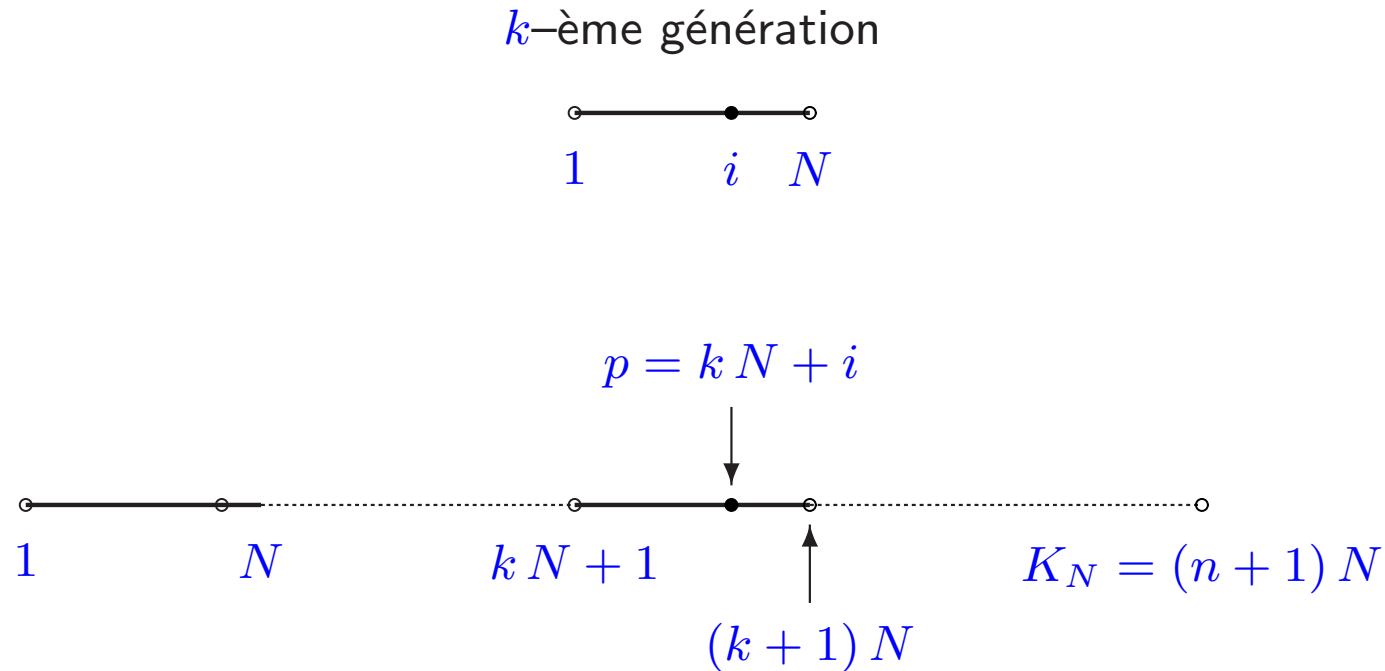 k–ème génération
1 i N
p = k N + i
1 N k N + 1 K_N = (n + 1) N
(k + 1) N